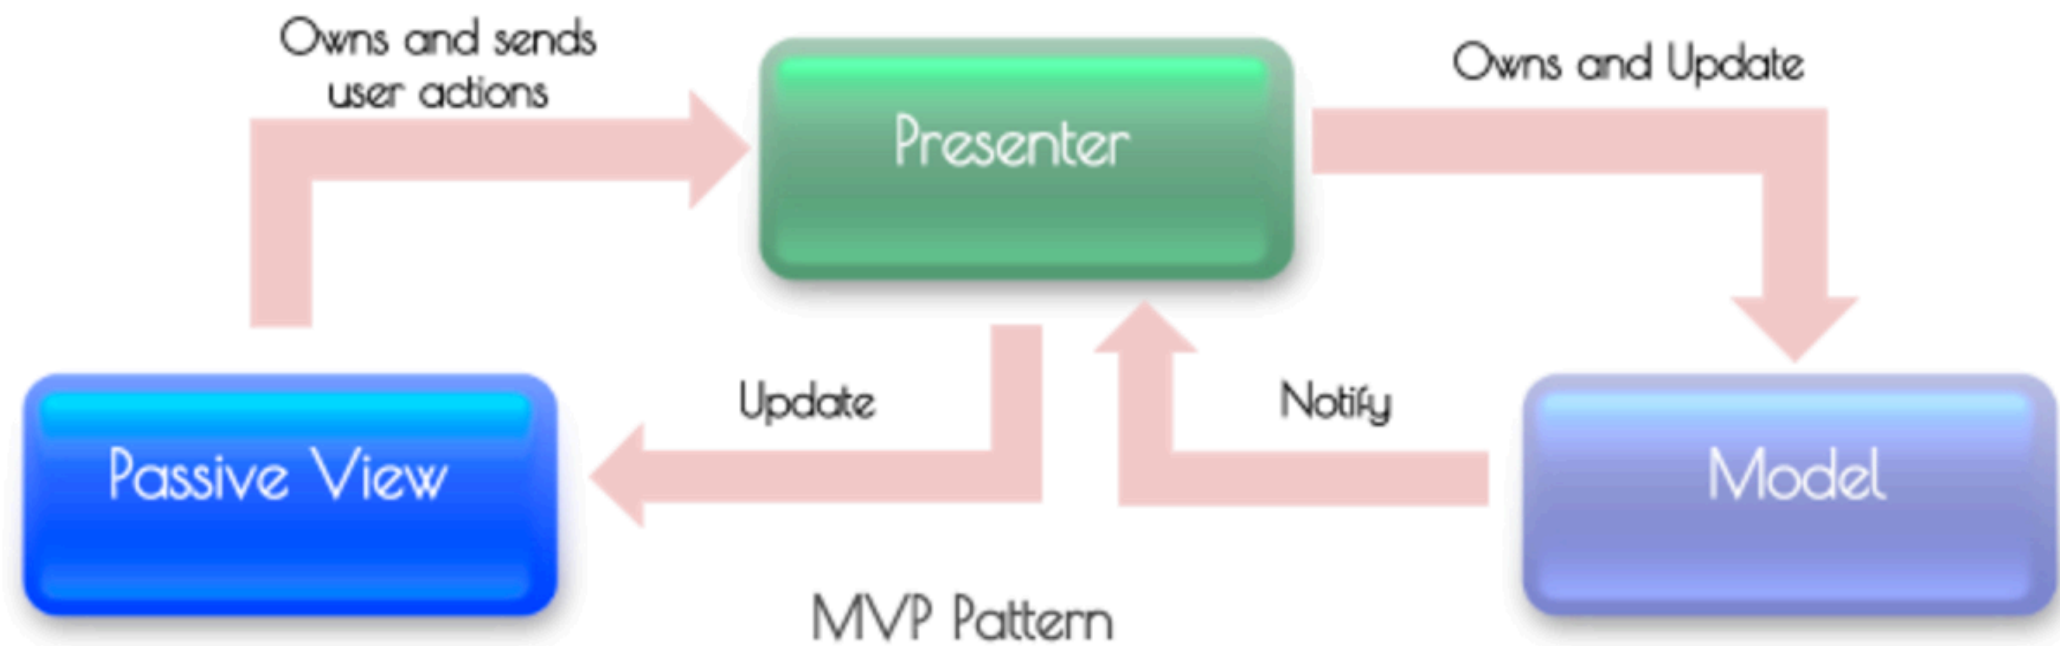 Owns and sends
user actions
Presenter
Owns and Update
Update
Notify
Passive View
Model
MVP Pattern